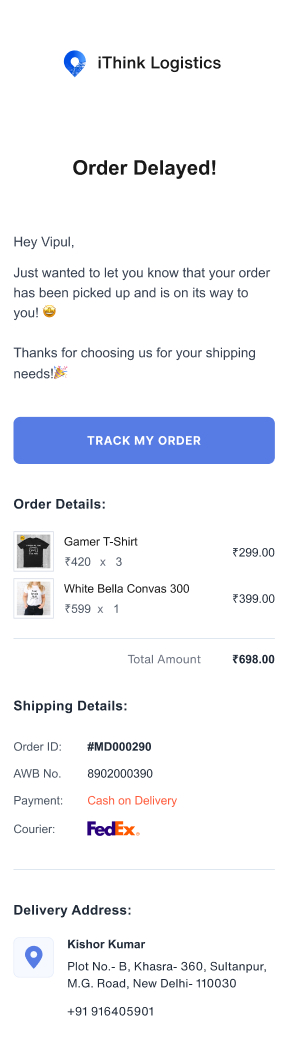 iThink Logistics
Order Delayed!
Hey Vipul,
Just wanted to let you know that your order
has been picked up and is on its way to
you! 🤩
Thanks for choosing us for your shipping
needs!🎉
TRACK MY ORDER
Order Details:
Gamer T-Shirt
₹420 x 3
₹299.00
White Bella Convas 300
₹599 x 1
₹399.00
Total Amount ₹698.00
Shipping Details:
Order ID: #MD000290
AWB No. 8902000390
Payment: Cash on Delivery
Courier: FedEx
Delivery Address:
Kishor Kumar
Plot No.- B, Khasra- 360, Sultanpur,
M.G. Road, New Delhi- 110030
+91 916405901